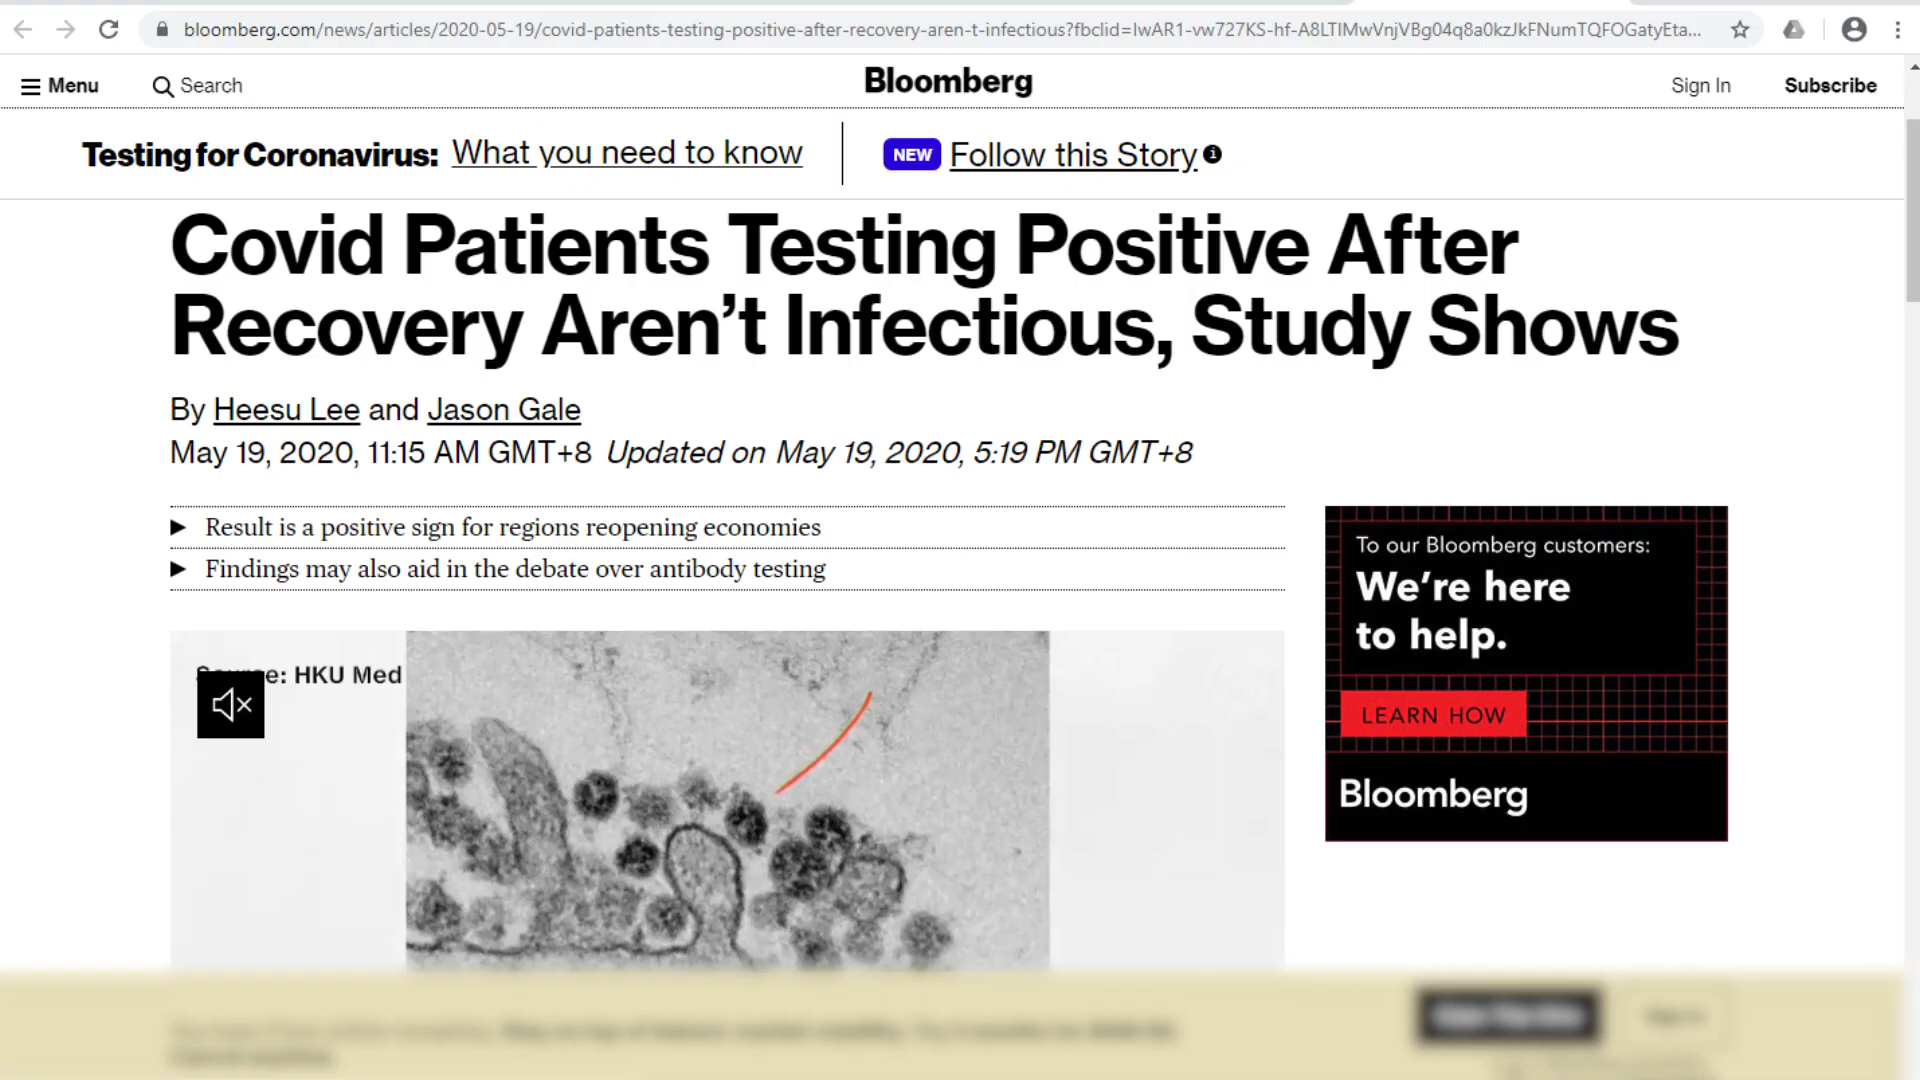 bloomberg.com/news/articles/2020-05-19/covid-patients-testing-positive-after-recovery-aren-t-infectious?fbclid=IwAR1-vw727KS-hf-A8LTIMwVnjVBg04q8a0kzJkFNumTQFOGatyEta...
Menu Search Bloomberg Sign In Subscribe
Testing for Coronavirus: What you need to know NEW Follow this Story
Covid Patients Testing Positive After
Recovery Aren't Infectious, Study Shows
By Heesu Lee and Jason Gale
May 19, 2020, 11:15 AM GMT+8 Updated on May 19, 2020, 5:19 PM GMT+8
Result is a positive sign for regions reopening economies
Findings may also aid in the debate over antibody testing
Source: HKU Med
To our Bloomberg customers:
We're here
to help.
LEARN HOW
Bloomberg